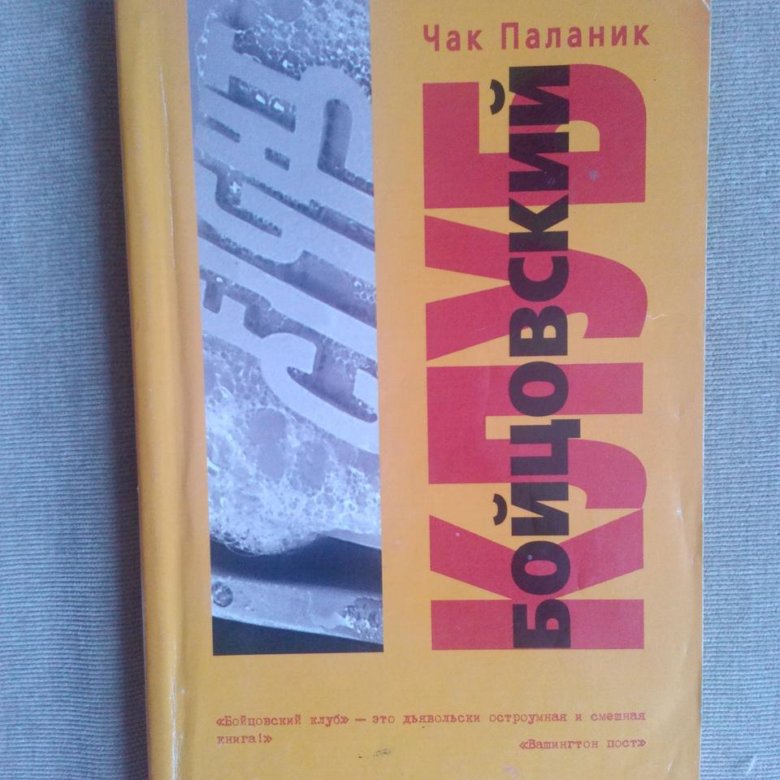 Чак Паланик
БОЙЦОВСКИЙ
КЛУБ
«Бойцовский клуб» — это дьявольски остроумная и смешная
книга!»
«Вашингтон пост»